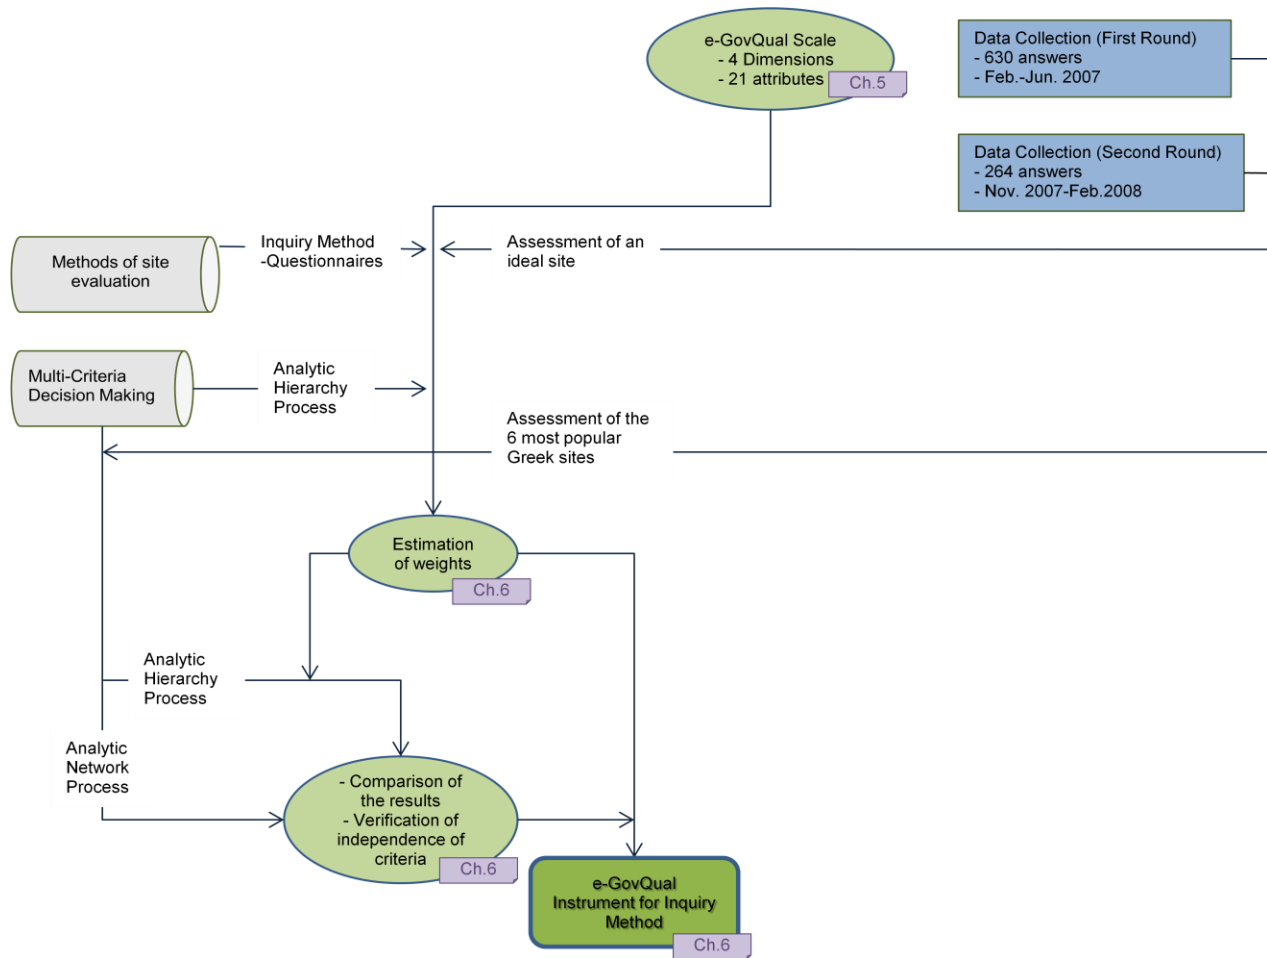 e-GovQual Scale
- 4 Dimensions
- 21 attributes
Ch.5
Data Collection (First Round)
- 630 answers
- Feb.-Jun. 2007
Data Collection (Second Round)
- 264 answers
- Nov. 2007-Feb.2008
Methods of site
evaluation
Inquiry Method
-Questionnaires
Assessment of an
ideal site
Multi-Criteria
Decision Making
Analytic
Hierarchy
Process
Assessment of the
6 most popular
Greek sites
Estimation
of weights
Ch.6
Analytic
Hierarchy
Process
Analytic
Network
Process
- Comparison of
the results
- Verification of
independence of
criteria
Ch.6
e-GovQual
Instrument for Inquiry
Method
Ch.6